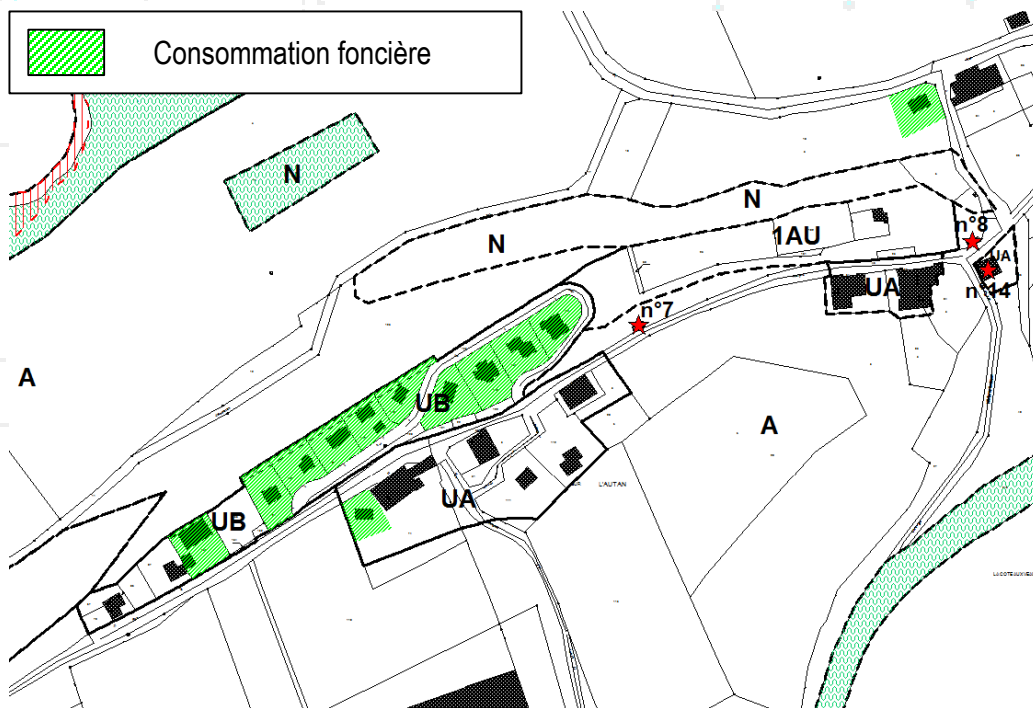 Consommation foncière
N
N
N
1AU
n°8
UA
n°14
UA
n°7
A
UB
A
L'AUTAN
UA
UB